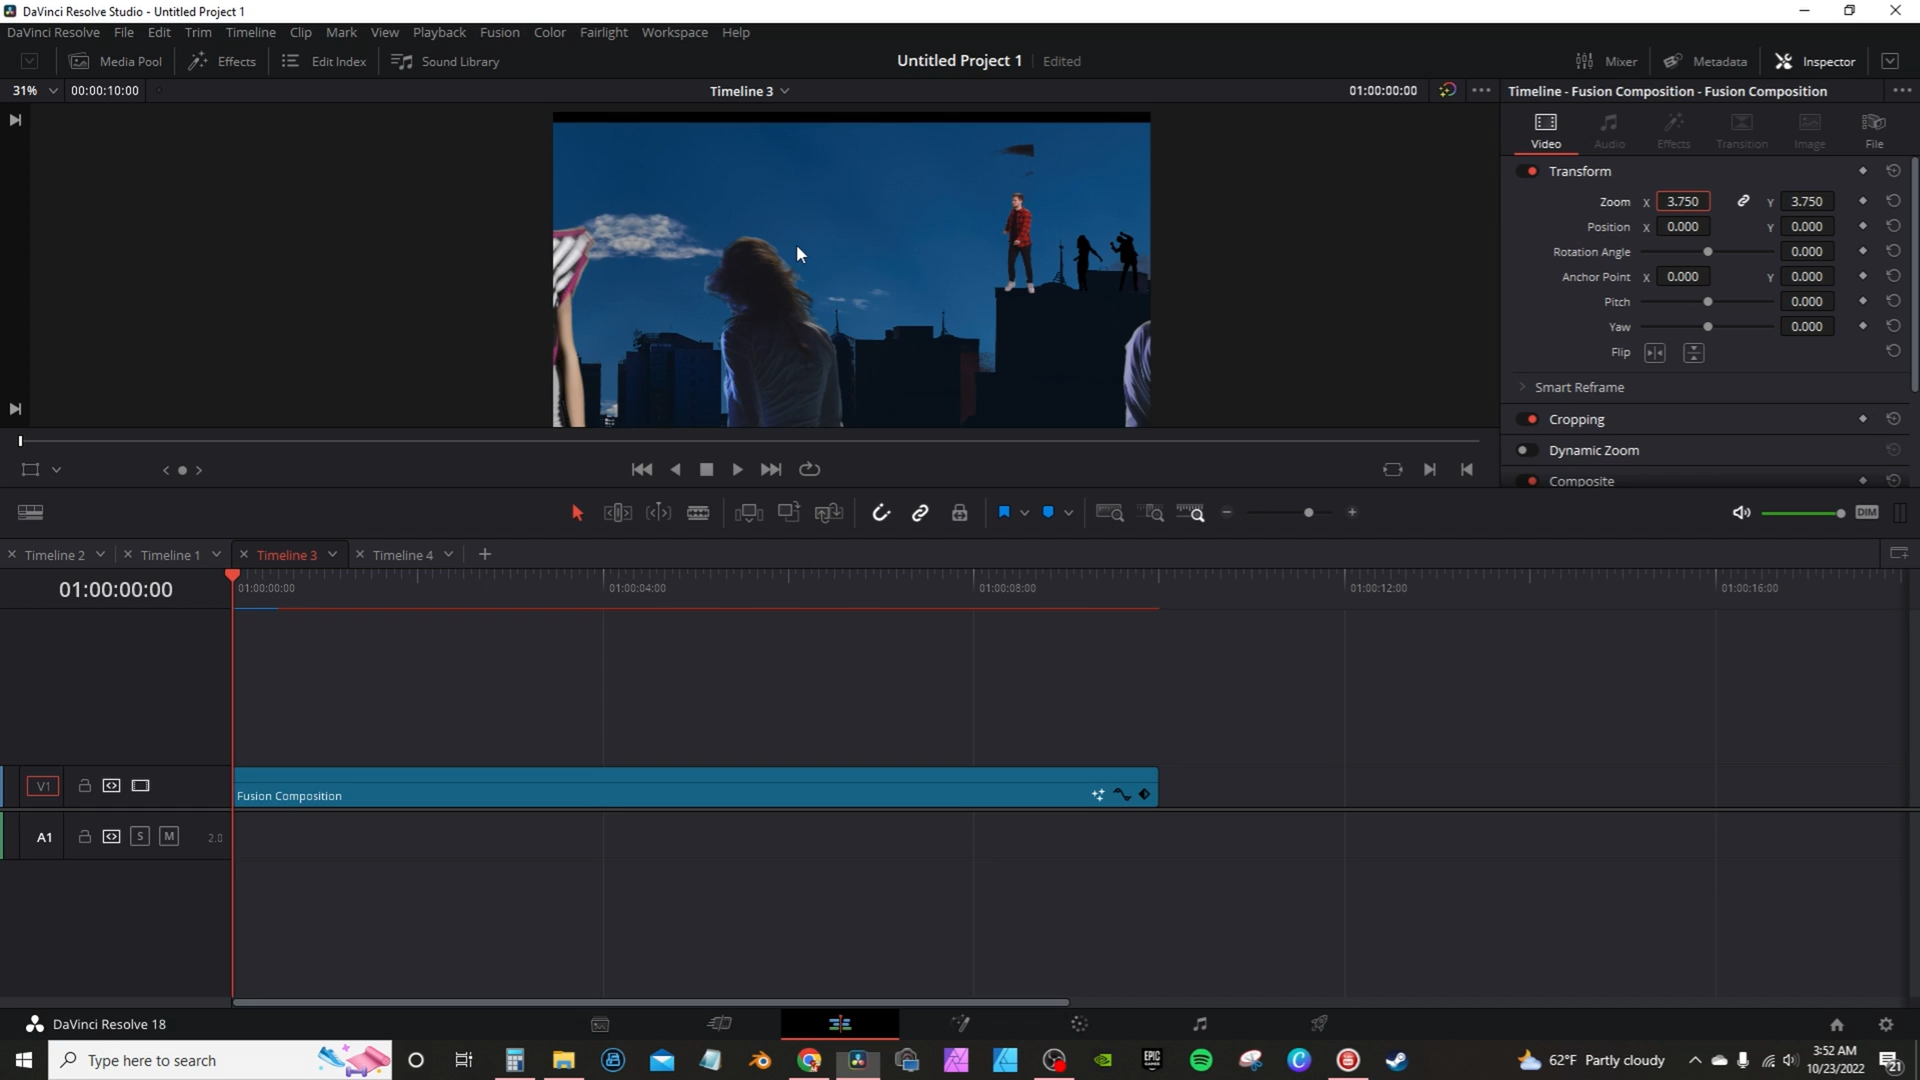 DaVinci Resolve Studio - Untitled Project 1
DaVinci Resolve File Edit Trim Timeline Clip Mark View Playback Fusion Color Fairlight Workspace Help
Media Pool Effects Edit Index Sound Library Untitled Project 1 Edited Mixer Metadata Inspector
31% 00:00:10:00 Timeline 3 01:00:00:00 Timeline - Fusion Composition - Fusion Composition
Video Audio Effects Transition Image File
Transform
Zoom X 3.750 Y 3.750
Position X 0.000 Y 0.000
Rotation Angle 0.000
Anchor Point X 0.000 Y 0.000
Pitch 0.000
Yaw 0.000
Flip
Smart Reframe
Cropping
Dynamic Zoom
Composite
DIM
Timeline 2 Timeline 1 Timeline 3 Timeline 4
01:00:00:00 01:00:00:00 01:00:04:00 01:00:08:00 01:00:12:00 01:00:16:00
V1
Fusion Composition
A1 S M 2.0
DaVinci Resolve 18
Type here to search
EPIC GAMES
62°F Partly cloudy
3:52 AM
10/23/2022
21